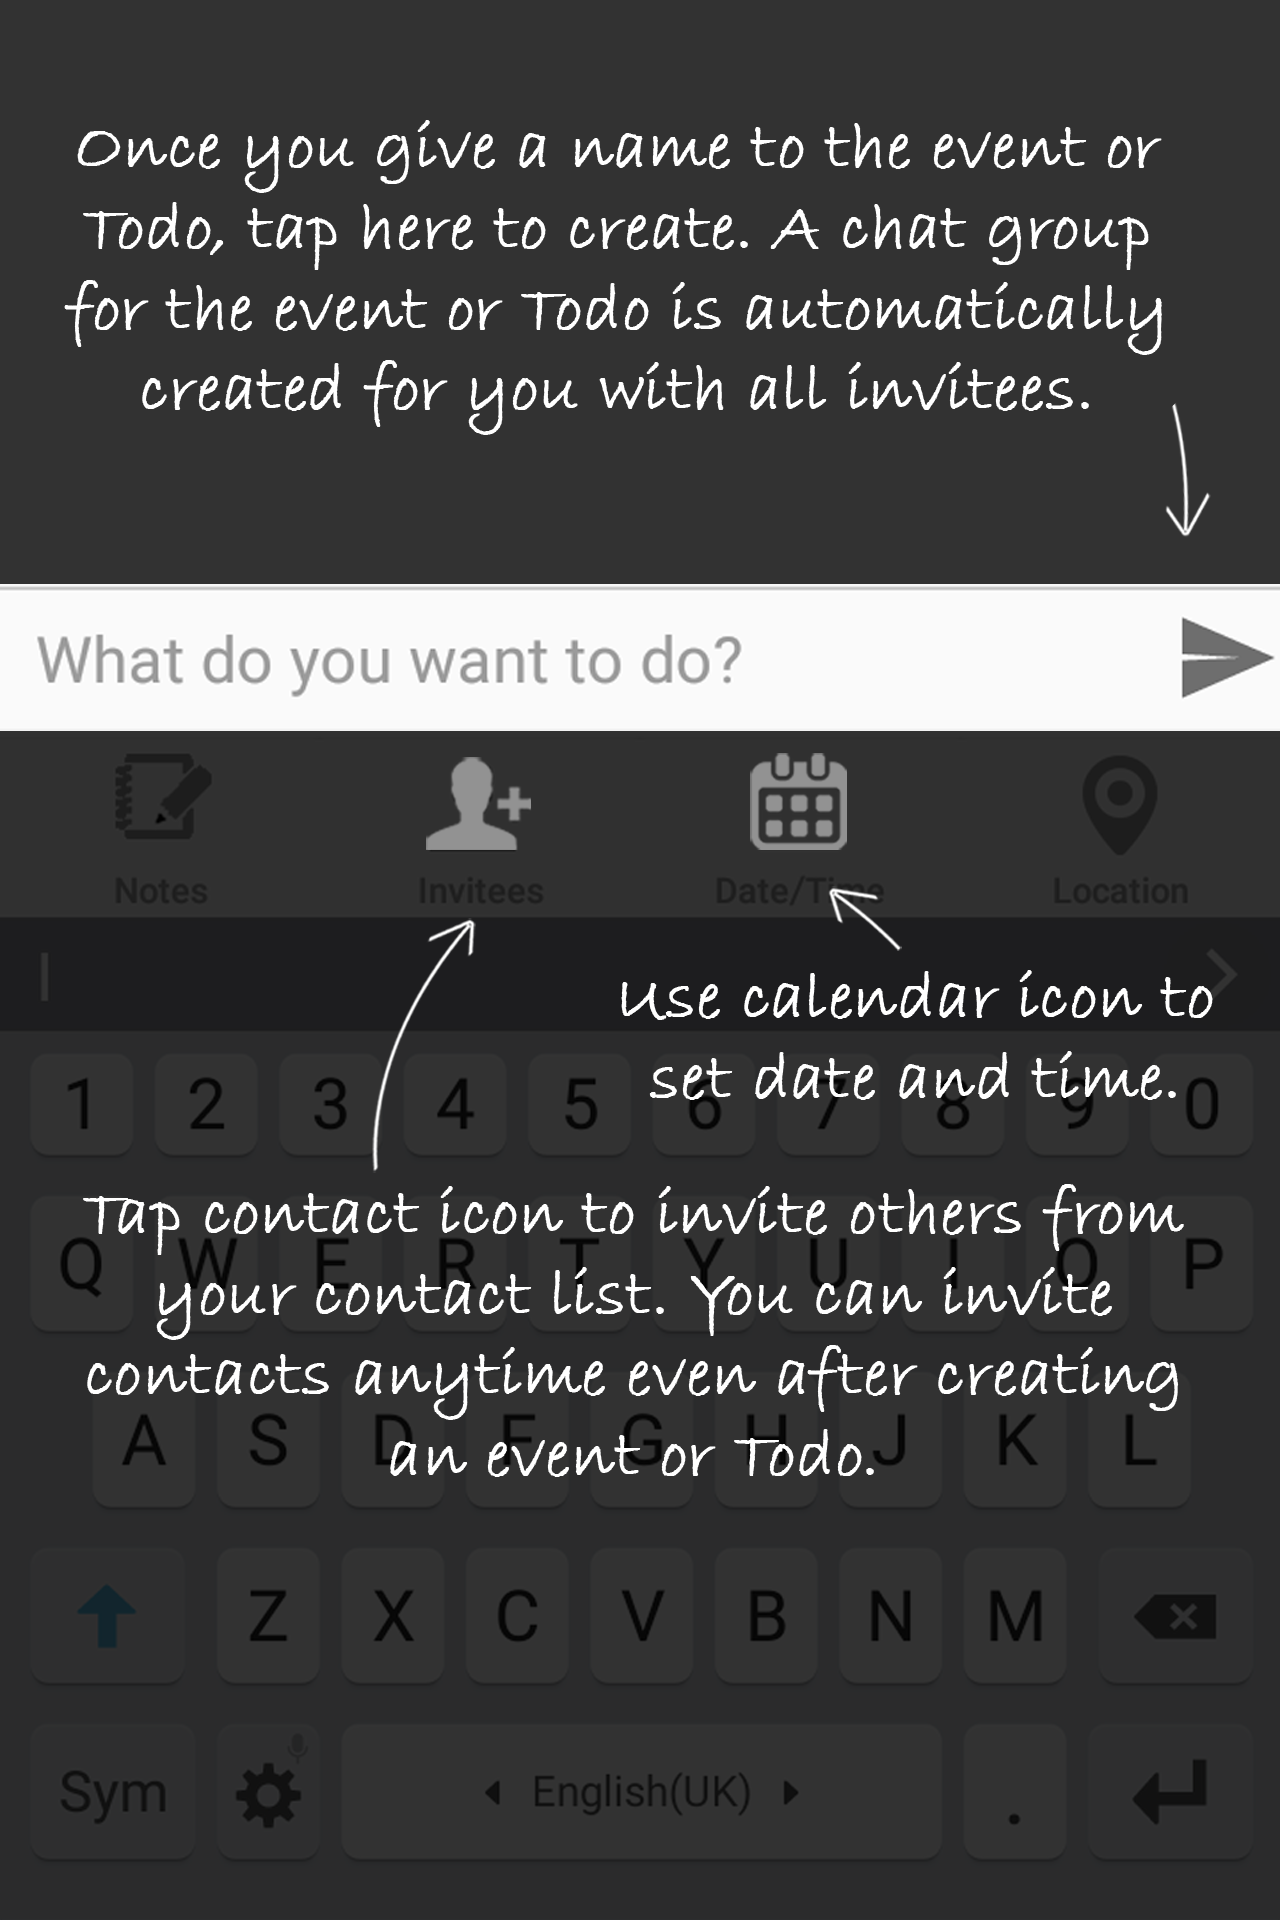 Once you give a name to the event or
Todo, tap here to create. A chat group
for the event or Todo is automatically
created for you with all invitees.
What do you want to do?
Notes Invitees Date/Time Location
Use calendar icon to
set date and time.
1 2 3 4 5 6 7 8 9 0
Tap contact icon to invite others from
Q W E R T Y U I O P
your contact list. You can invite
contacts anytime even after creating
A S D F G H J K L
an event or Todo.
Z X C V B N M
Sym English(UK) .